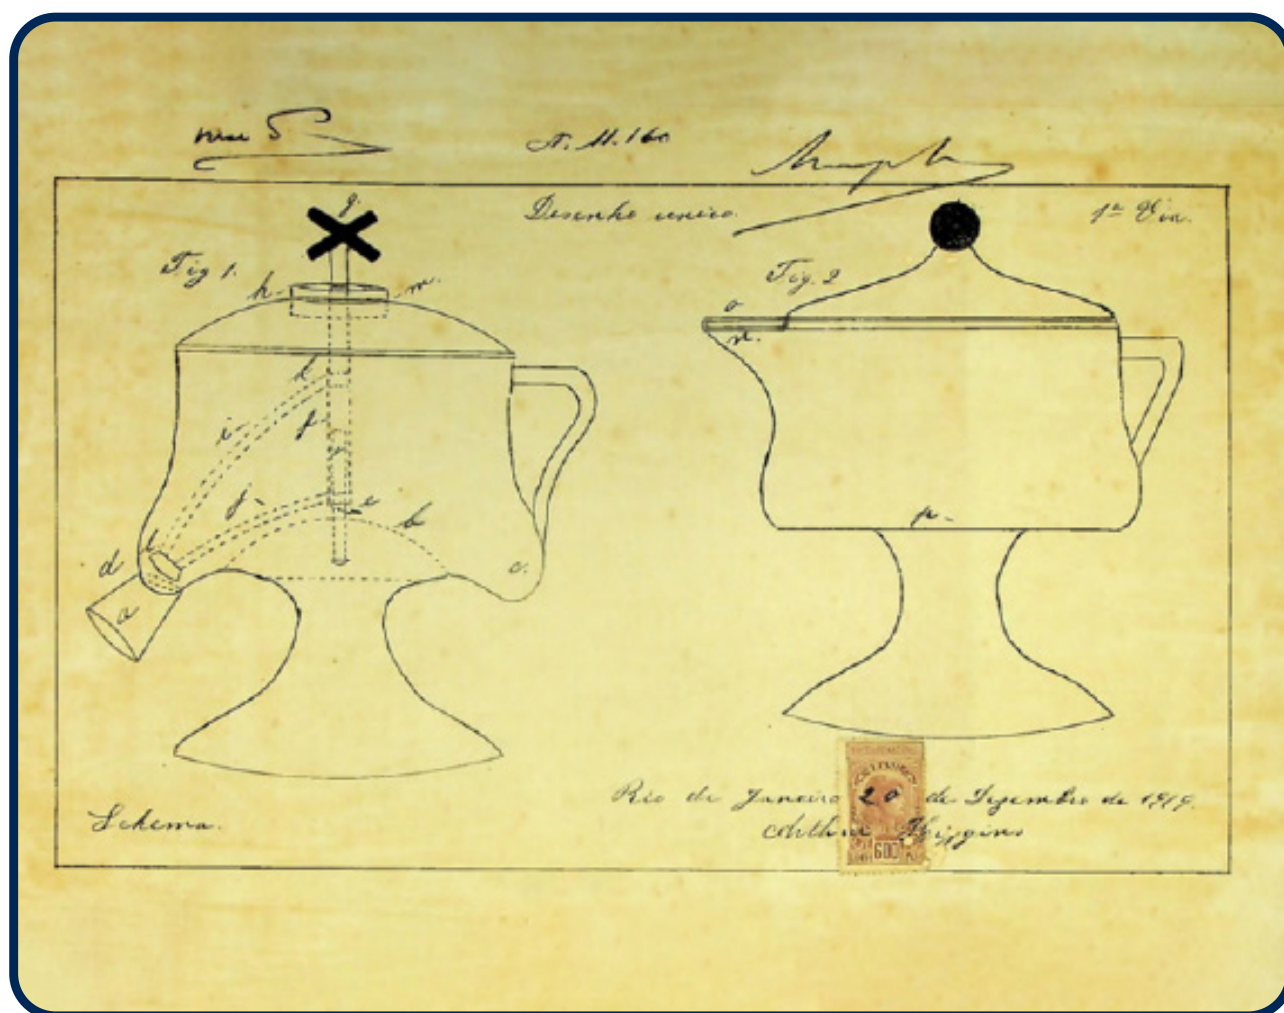 N. 11.160
Desenho unico.
1ª Via.
Fig 1.
g.
h.
m.
Fig. 2
o
n.
k
i
f
j
e
b
l
d
a
c.
p
Schema.
Rio de Janeiro 20 de Dezembro de 1919.
Arthur Higgins
600